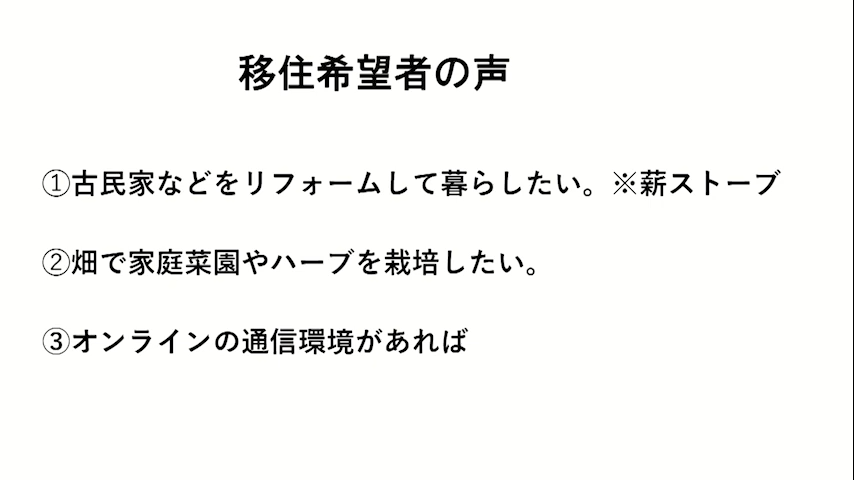 移住希望者の声
①古民家などをリフォームして暮らしたい。※薪ストーブ
②畑で家庭菜園やハーブを栽培したい。
③オンラインの通信環境があれば